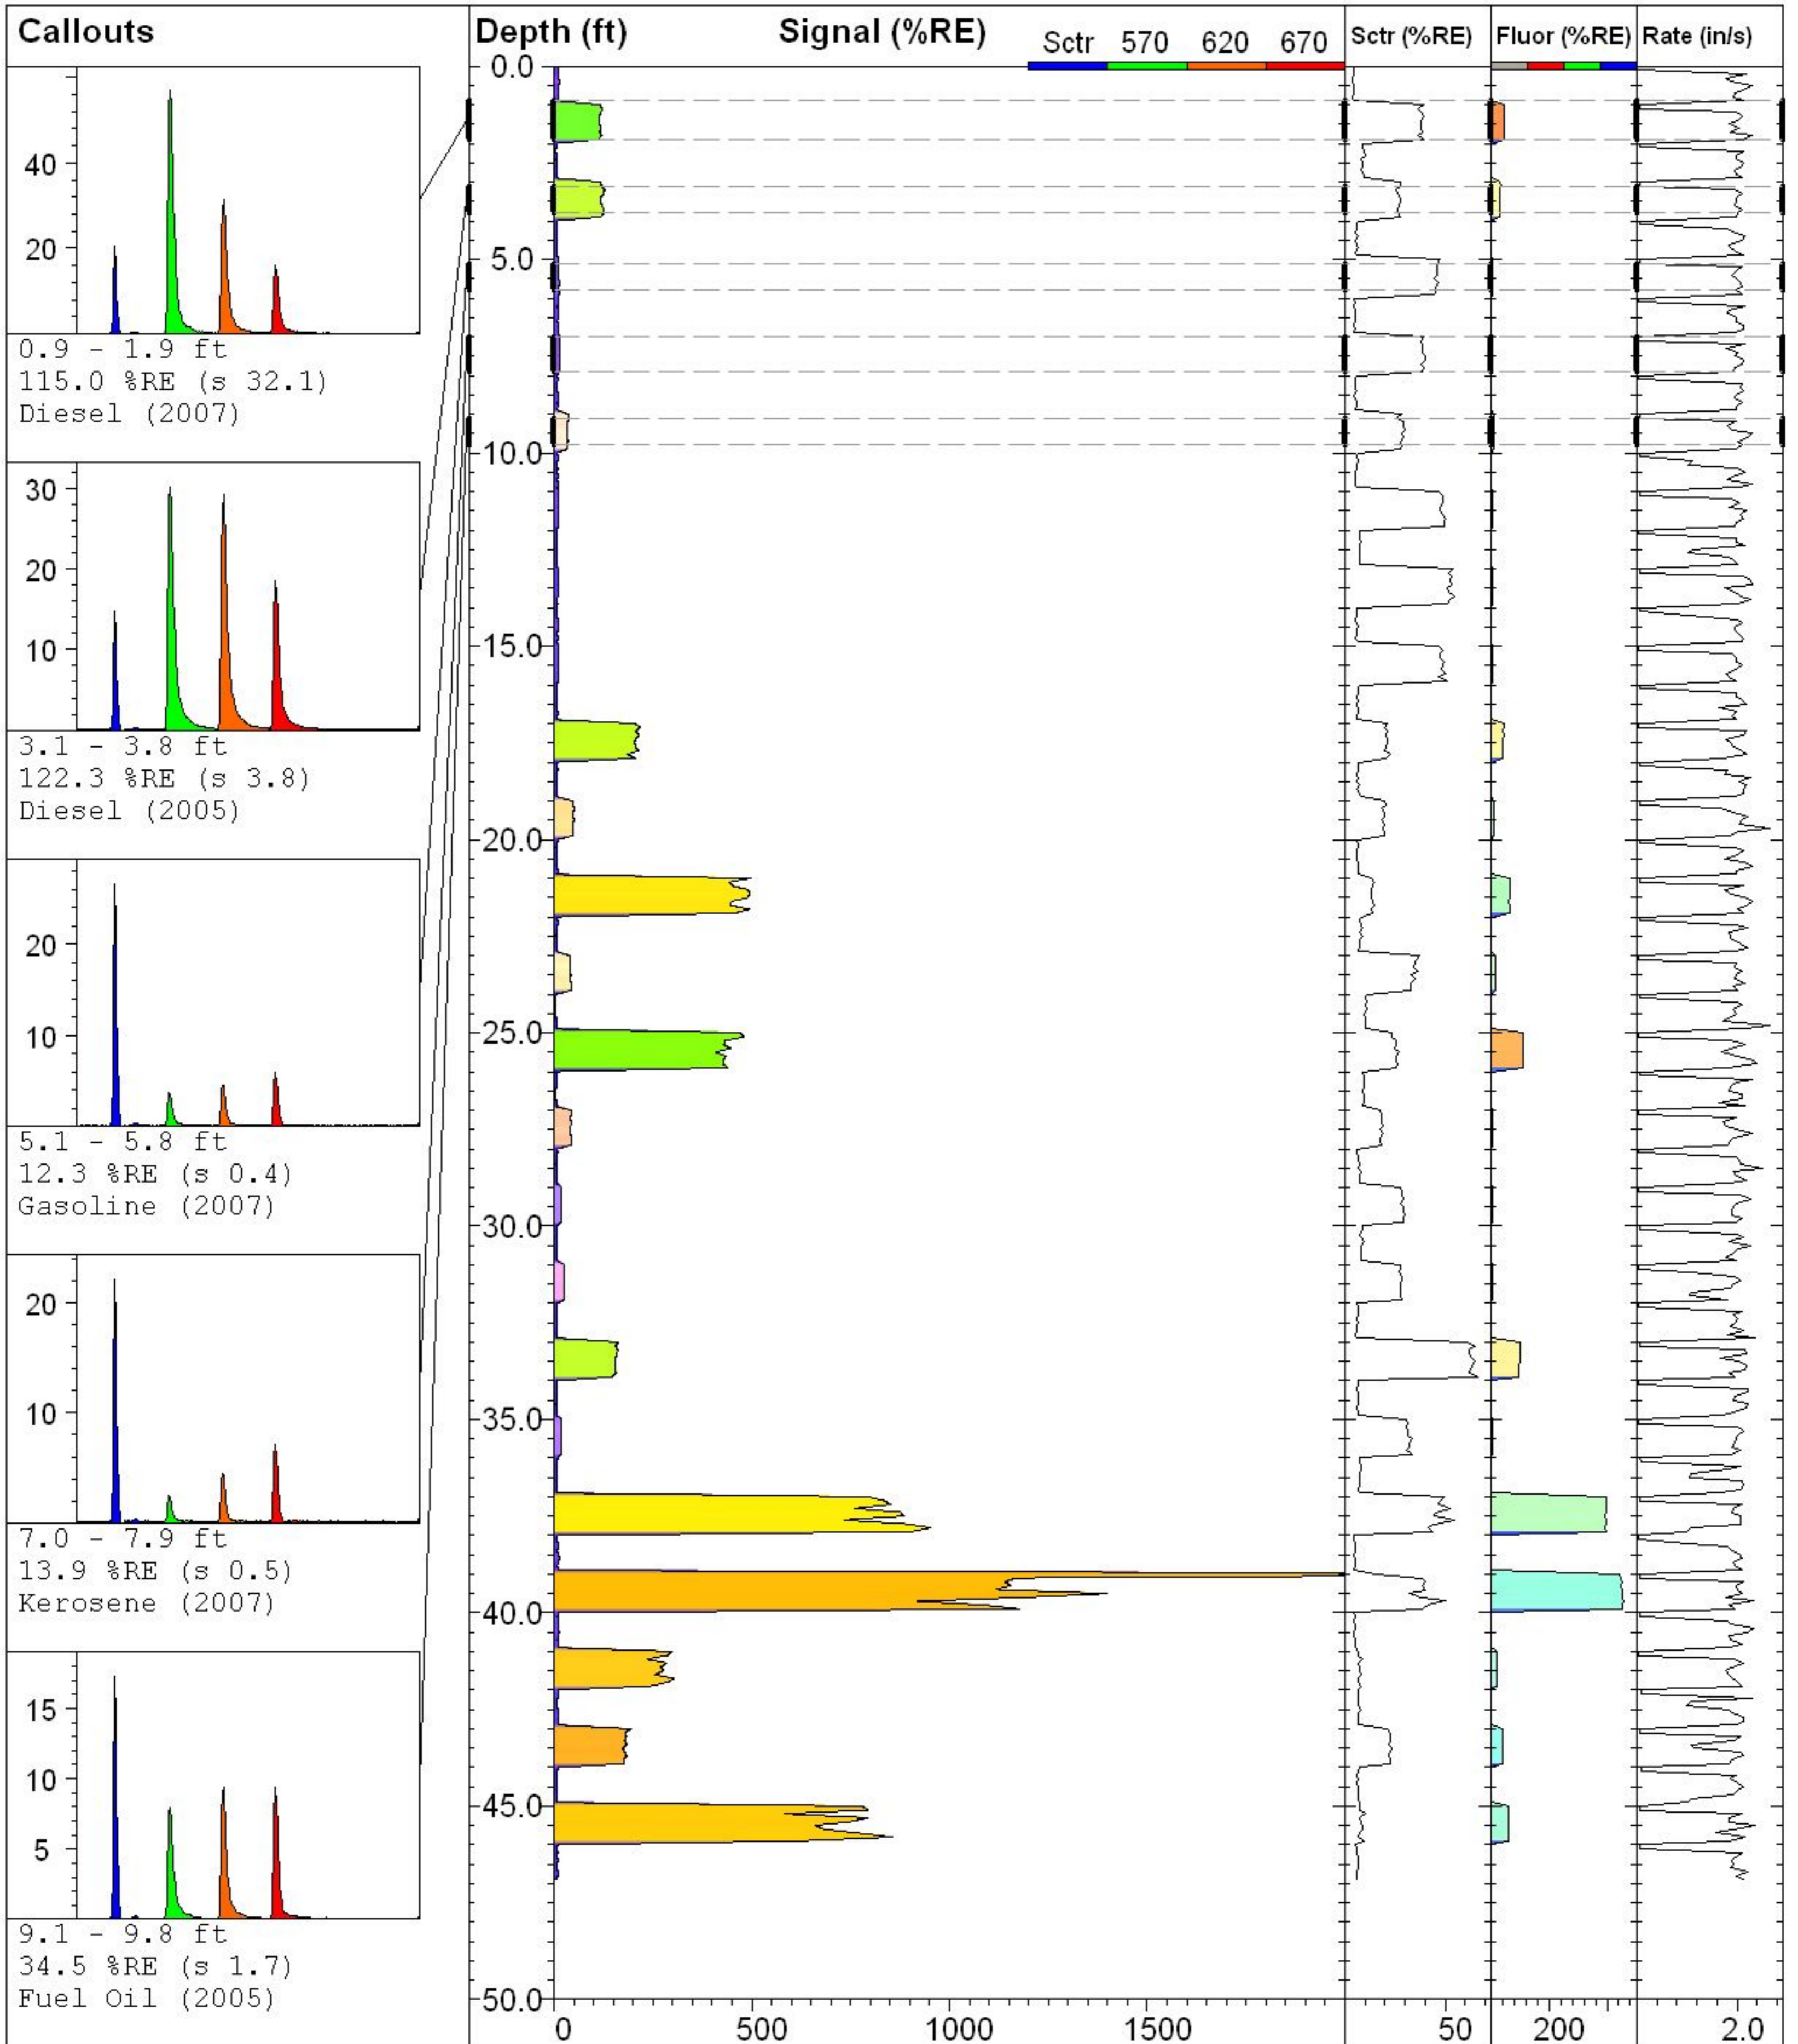 Callouts
Depth (ft) Signal (%RE) Sctr 570 620 670
Sctr (%RE)
Fluor (%RE)
Rate (in/s)
40
20
0.9 - 1.9 ft
115.0 %RE (s 32.1)
Diesel (2007)
30
20
10
3.1 - 3.8 ft
122.3 %RE (s 3.8)
Diesel (2005)
20
10
5.1 - 5.8 ft
12.3 %RE (s 0.4)
Gasoline (2007)
20
10
7.0 - 7.9 ft
13.9 %RE (s 0.5)
Kerosene (2007)
15
10
5
9.1 - 9.8 ft
34.5 %RE (s 1.7)
Fuel Oil (2005)
0.0
5.0
10.0
15.0
20.0
25.0
30.0
35.0
40.0
45.0
50.0
0 500 1000 1500
50
200
2.0